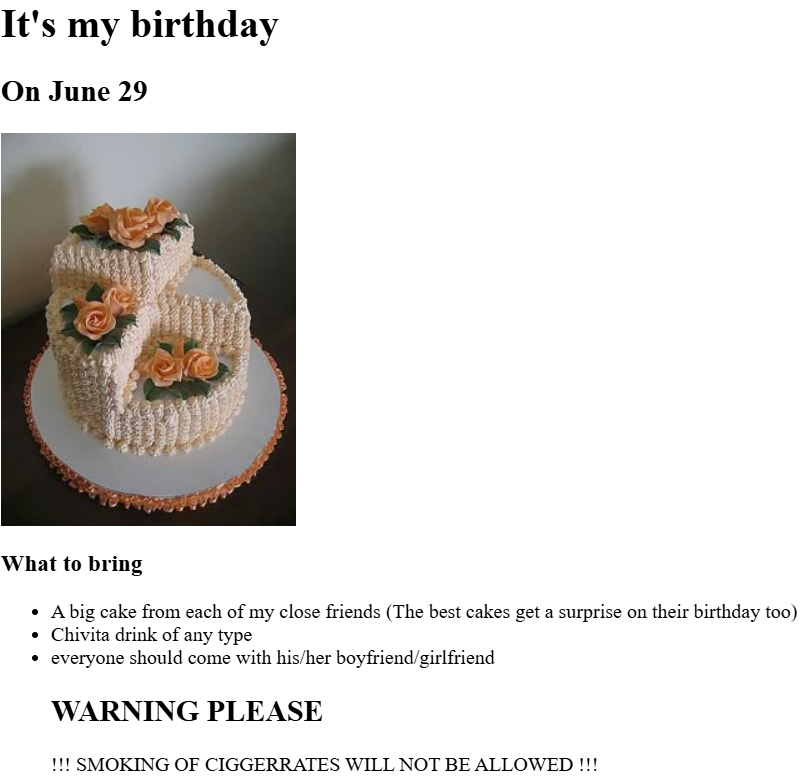 It's my birthday
On June 29
What to bring
A big cake from each of my close friends (The best cakes get a surprise on their birthday too)
Chivita drink of any type
everyone should come with his/her boyfriend/girlfriend
WARNING PLEASE
!!! SMOKING OF CIGGERRATES WILL NOT BE ALLOWED !!!